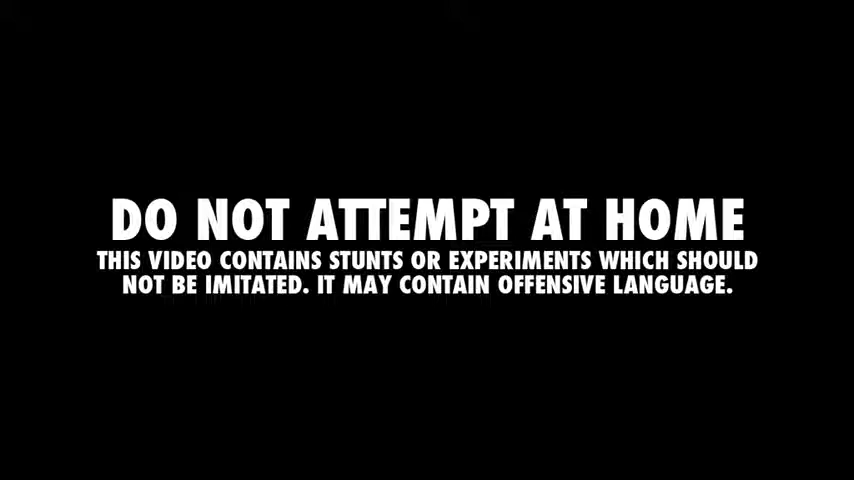 DO NOT ATTEMPT AT HOME
THIS VIDEO CONTAINS STUNTS OR EXPERIMENTS WHICH SHOULD
NOT BE IMITATED. IT MAY CONTAIN OFFENSIVE LANGUAGE.